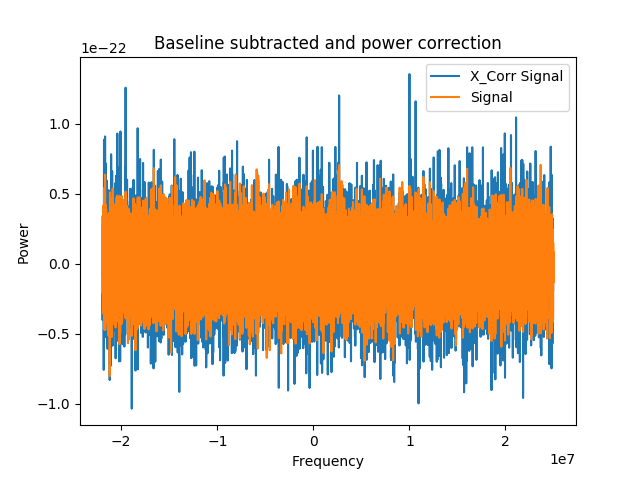 Baseline subtracted and power correction
1e−22
X_Corr Signal
Signal
1.0
0.5
0.0
−0.5
−1.0
Power
−2
−1
0
1
2
1e7
Frequency